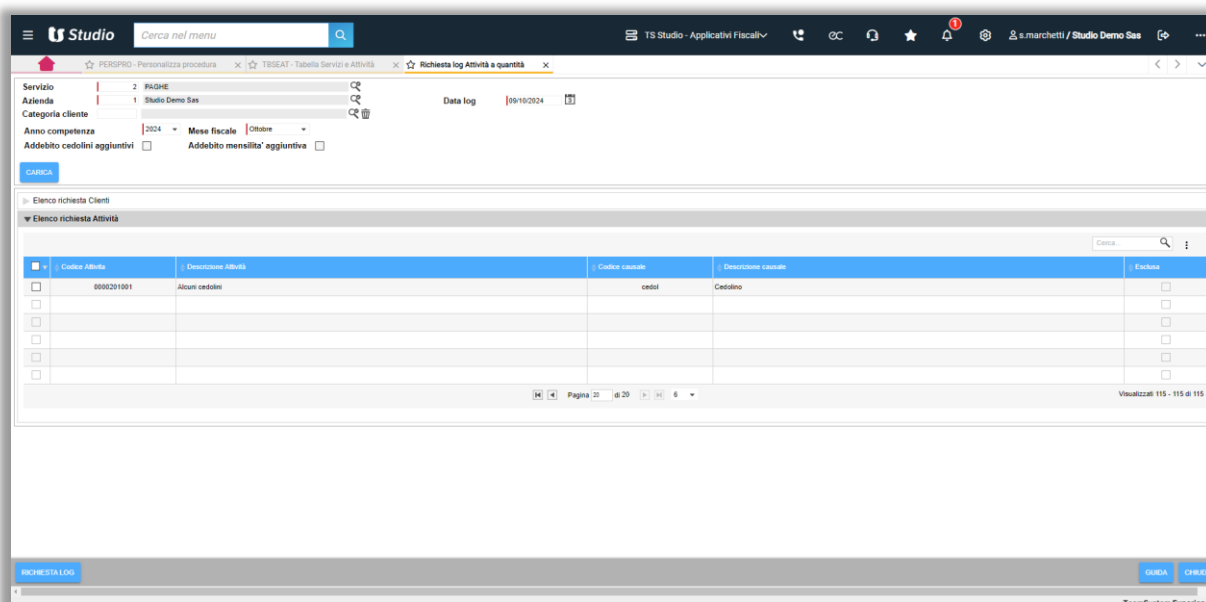 TS Studio Cerca nel menu TS Studio - Applicativi Fiscali 1 s.marchetti / Studio Demo Sas
PERSPRO - Personalizza procedura TBSEAT - Tabella Servizi e Attività Richiesta log Attività a quantità
Servizio 2 PAGHE
Azienda 1 Studio Demo Sas Data log 09/10/2024
Categoria cliente
Anno competenza 2024 Mese fiscale Ottobre
Addebito cedolini aggiuntivi Addebito mensilita' aggiuntiva
CARICA
Elenco richiesta Clienti
Elenco richiesta Attività
Cerca...
Codice Attivita Descrizione Attività Codice causale Descrizione causale Esclusa
0000201001 Alcuni cedolini cedol Cedolino
Pagina 20 di 20 6 Visualizzati 115 - 115 di 115
RICHIESTA LOG GUIDA CHIUD